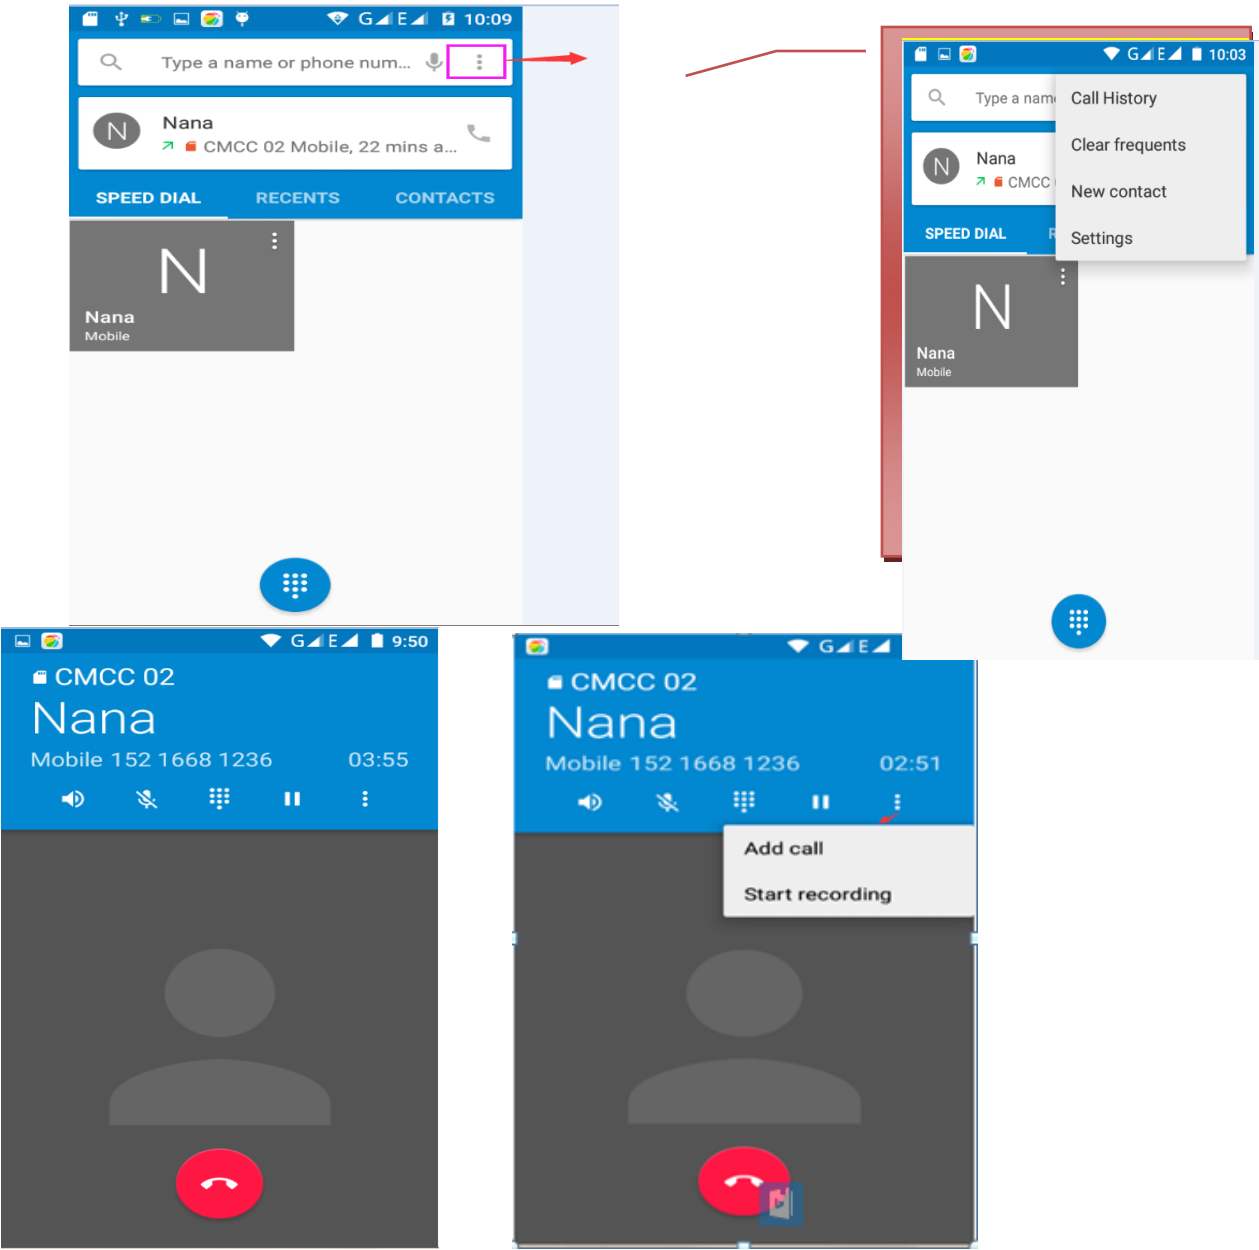 G E 10:09
Type a name or phone num...
N
Nana
CMCC 02 Mobile, 22 mins a...
SPEED DIAL RECENTS CONTACTS
N
Nana
Mobile
G E 10:03
Type a nam
Call History
Clear frequents
New contact
Settings
N
Nana
CMCC
SPEED DIAL R
N
Nana
Mobile
G E 9:50
CMCC 02
Nana
Mobile 152 1668 1236 03:55
G E
CMCC 02
Nana
Mobile 152 1668 1236 02:51
Add call
Start recording